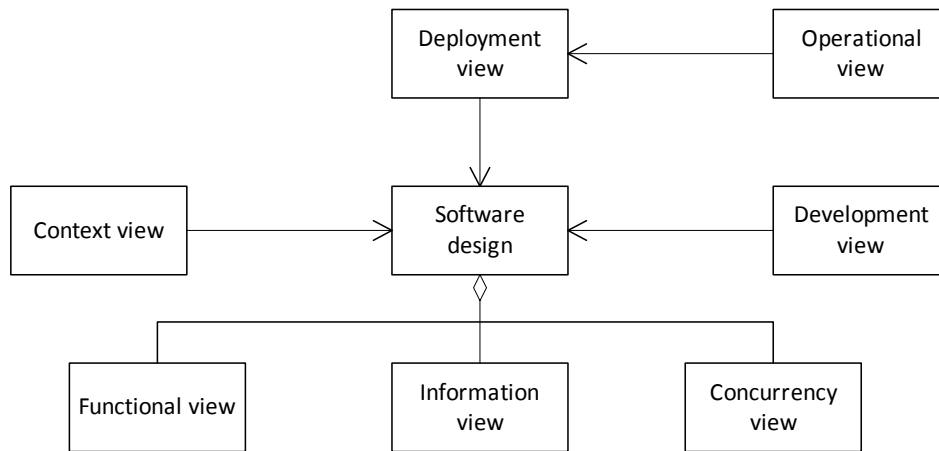 Deployment
view
Operational
view
Context view
Software
design
Development
view
Functional view
Information
view
Concurrency
view